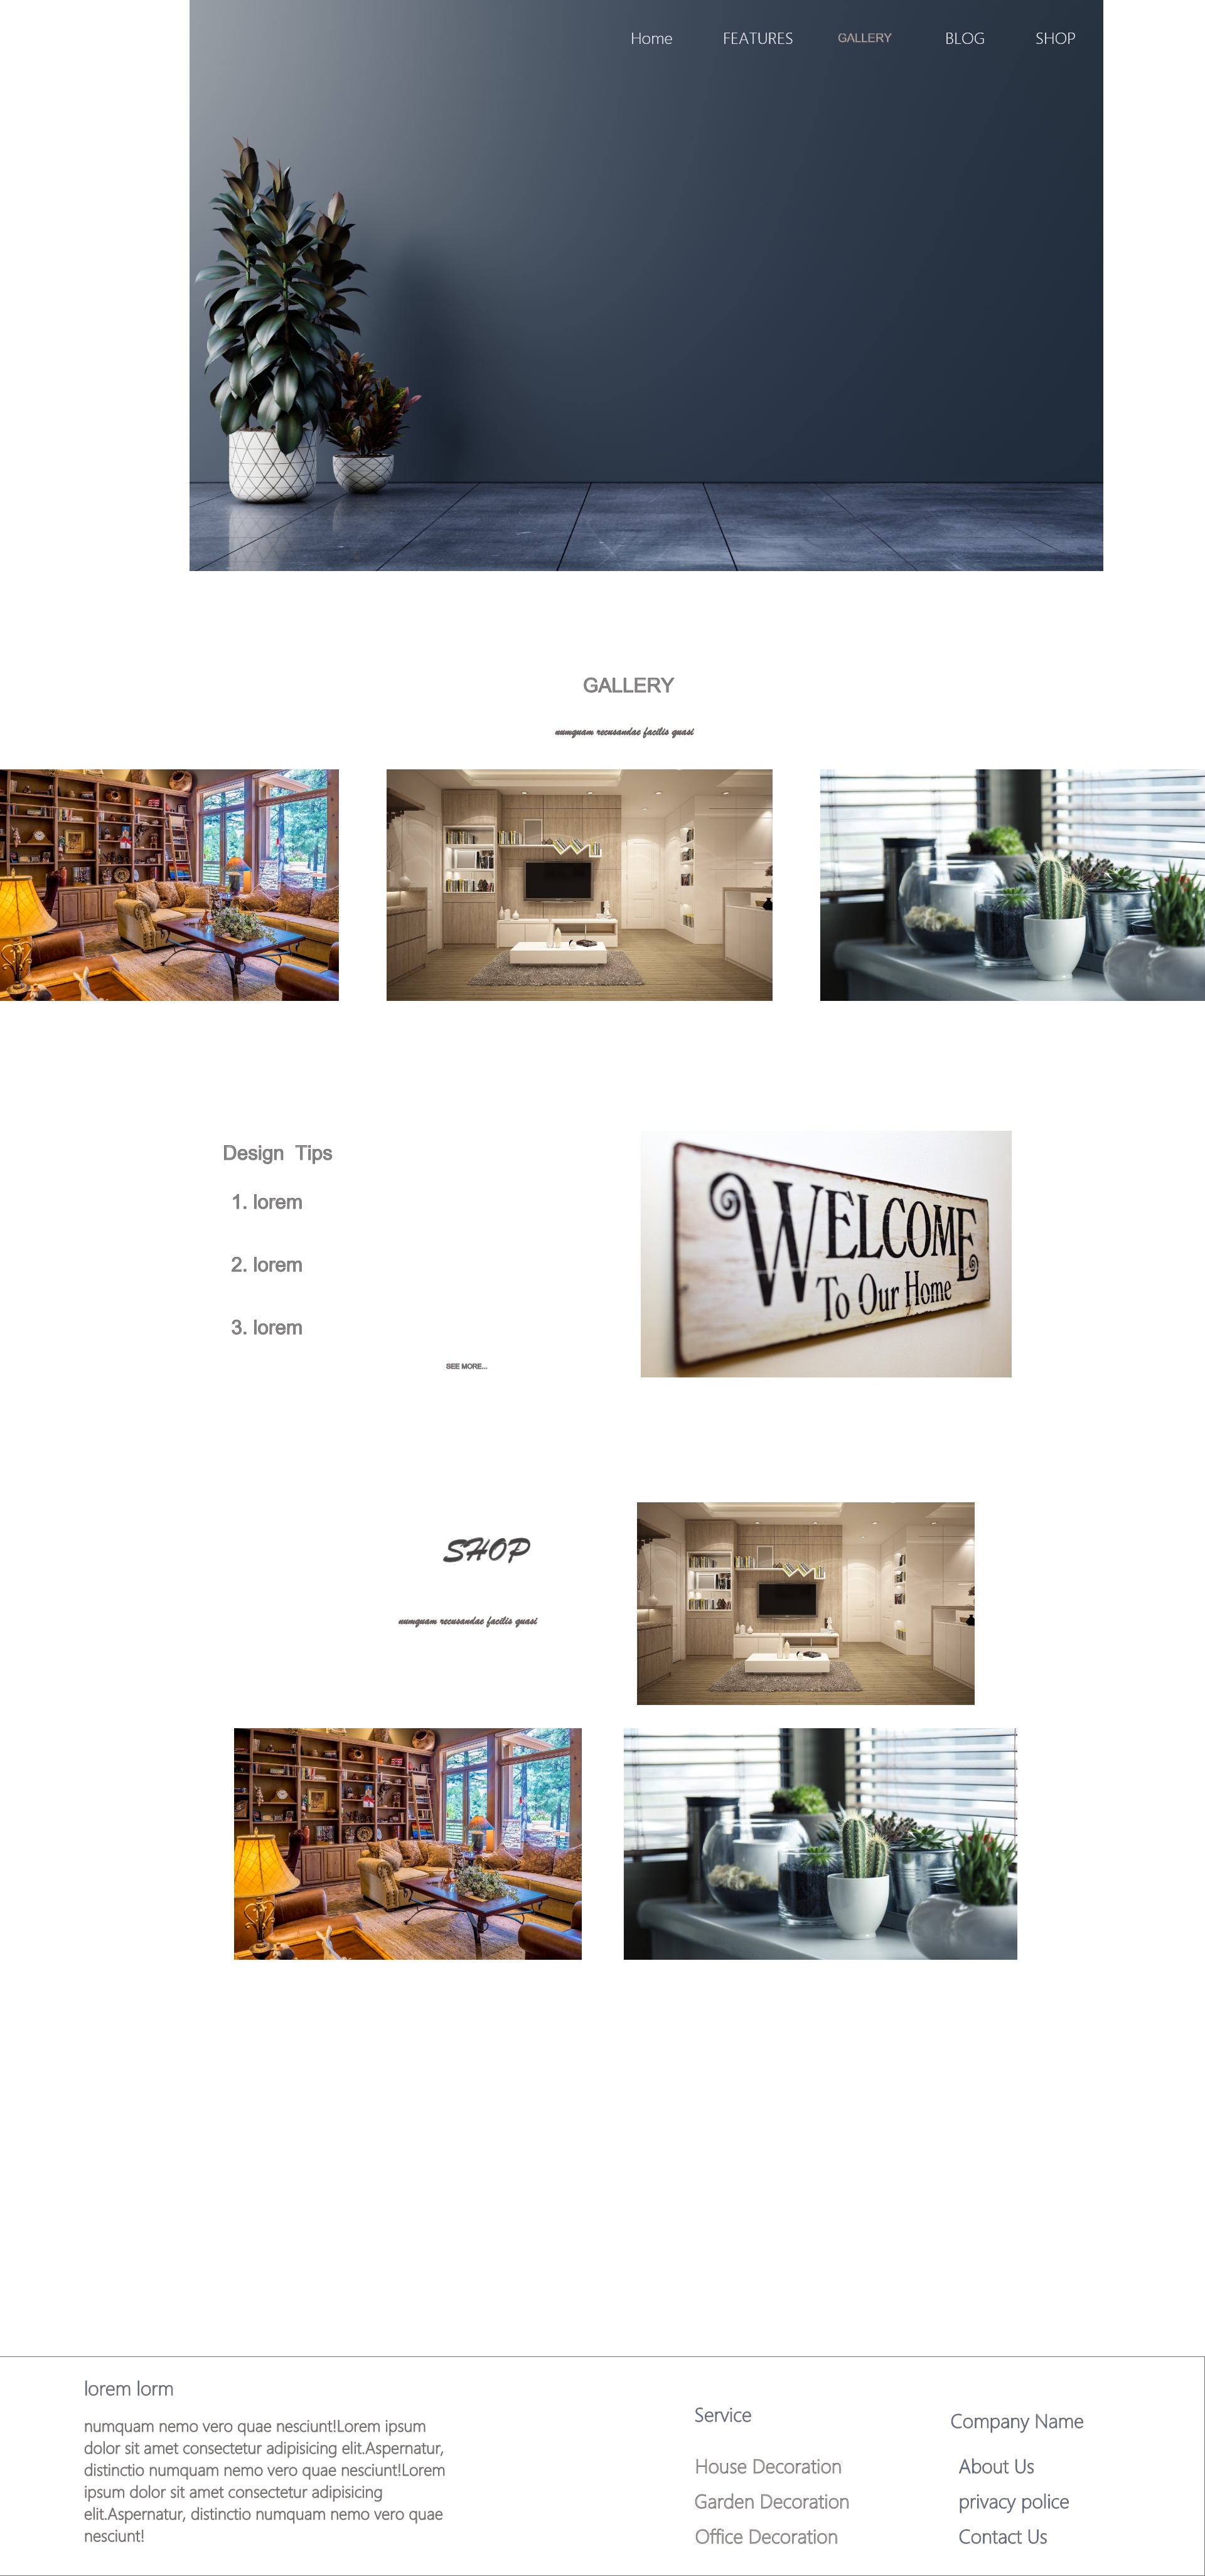 Home FEATURES GALLERY BLOG SHOP
GALLERY
numquam recusandae facilis quasi
Design Tips
1. lorem
2. lorem
3. lorem
SEE MORE...
WELCOME
To Our Home
SHOP
numquam recusandae facilis quasi
lorem lorm
numquam nemo vero quae nesciunt!Lorem ipsum
dolor sit amet consectetur adipisicing elit.Aspernatur,
distinctio numquam nemo vero quae nesciunt!Lorem
ipsum dolor sit amet consectetur adipisicing
elit.Aspernatur, distinctio numquam nemo vero quae
nesciunt!
Service
House Decoration
Garden Decoration
Office Decoration
Company Name
About Us
privacy police
Contact Us